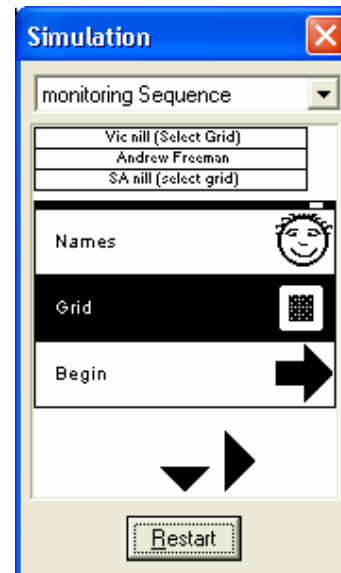 Simulation
monitoring Sequence
Vic nill (Select Grid)
Andrew Freeman
SA nill (select grid)
Names
Grid
Begin
Restart